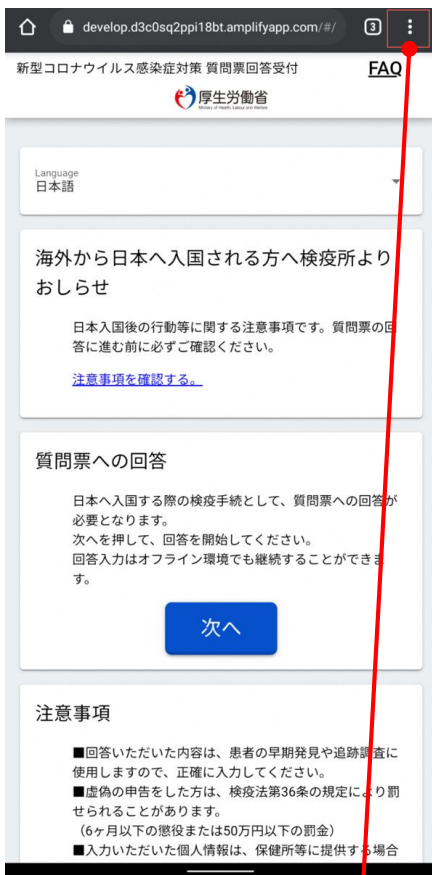 develop.d3c0sq2ppi18bt.amplifyapp.com/#/
3
新型コロナウイルス感染症対策 質問票回答受付
FAQ
厚生労働省
Ministry of Health, Labour and Welfare
Language
日本語
海外から日本へ入国される方へ検疫所より
おしらせ
日本入国後の行動等に関する注意事項です。質問票の回
答に進む前に必ずご確認ください。
注意事項を確認する。
質問票への回答
日本へ入国する際の検疫手続として、質問票への回答が
必要となります。
次へを押して、回答を開始してください。
回答入力はオフライン環境でも継続することができま
す。
次へ
注意事項
■回答いただいた内容は、患者の早期発見や追跡調査に
使用しますので、正確に入力してください。
■虚偽の申告をした方は、検疫法第36条の規定により罰
せられることがあります。
（6ヶ月以下の懲役または50万円以下の罰金）
■入力いただいた個人情報は、保健所等に提供する場合